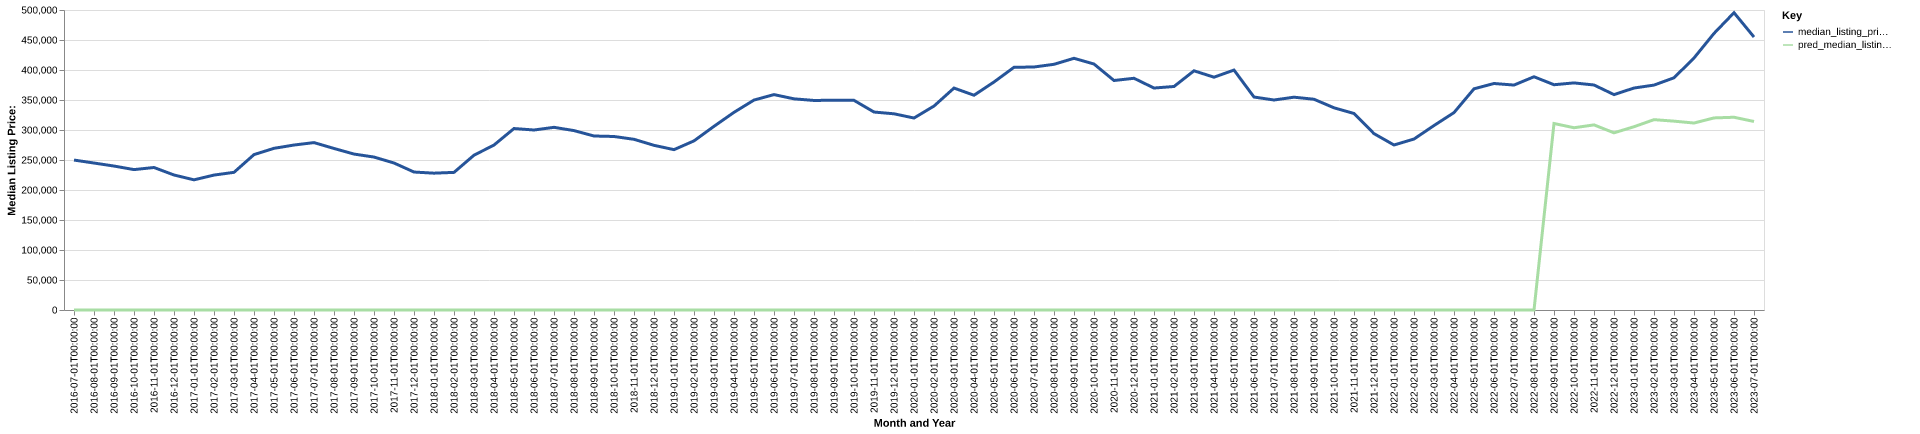 500,000
450,000
400,000
350,000
300,000
250,000
200,000
150,000
100,000
50,000
0
Median Listing Price:
2016-07-01T00:00:00
2016-08-01T00:00:00
2016-09-01T00:00:00
2016-10-01T00:00:00
2016-11-01T00:00:00
2016-12-01T00:00:00
2017-01-01T00:00:00
2017-02-01T00:00:00
2017-03-01T00:00:00
2017-04-01T00:00:00
2017-05-01T00:00:00
2017-06-01T00:00:00
2017-07-01T00:00:00
2017-08-01T00:00:00
2017-09-01T00:00:00
2017-10-01T00:00:00
2017-11-01T00:00:00
2017-12-01T00:00:00
2018-01-01T00:00:00
2018-02-01T00:00:00
2018-03-01T00:00:00
2018-04-01T00:00:00
2018-05-01T00:00:00
2018-06-01T00:00:00
2018-07-01T00:00:00
2018-08-01T00:00:00
2018-09-01T00:00:00
2018-10-01T00:00:00
2018-11-01T00:00:00
2018-12-01T00:00:00
2019-01-01T00:00:00
2019-02-01T00:00:00
2019-03-01T00:00:00
2019-04-01T00:00:00
2019-05-01T00:00:00
2019-06-01T00:00:00
2019-07-01T00:00:00
2019-08-01T00:00:00
2019-09-01T00:00:00
2019-10-01T00:00:00
2019-11-01T00:00:00
2019-12-01T00:00:00
2020-01-01T00:00:00
2020-02-01T00:00:00
2020-03-01T00:00:00
2020-04-01T00:00:00
2020-05-01T00:00:00
2020-06-01T00:00:00
2020-07-01T00:00:00
2020-08-01T00:00:00
2020-09-01T00:00:00
2020-10-01T00:00:00
2020-11-01T00:00:00
2020-12-01T00:00:00
2021-01-01T00:00:00
2021-02-01T00:00:00
2021-03-01T00:00:00
2021-04-01T00:00:00
2021-05-01T00:00:00
2021-06-01T00:00:00
2021-07-01T00:00:00
2021-08-01T00:00:00
2021-09-01T00:00:00
2021-10-01T00:00:00
2021-11-01T00:00:00
2021-12-01T00:00:00
2022-01-01T00:00:00
2022-02-01T00:00:00
2022-03-01T00:00:00
2022-04-01T00:00:00
2022-05-01T00:00:00
2022-06-01T00:00:00
2022-07-01T00:00:00
2022-08-01T00:00:00
2022-09-01T00:00:00
2022-10-01T00:00:00
2022-11-01T00:00:00
2022-12-01T00:00:00
2023-01-01T00:00:00
2023-02-01T00:00:00
2023-03-01T00:00:00
2023-04-01T00:00:00
2023-05-01T00:00:00
2023-06-01T00:00:00
2023-07-01T00:00:00
Month and Year
Key
median_listing_pri…
pred_median_listin…